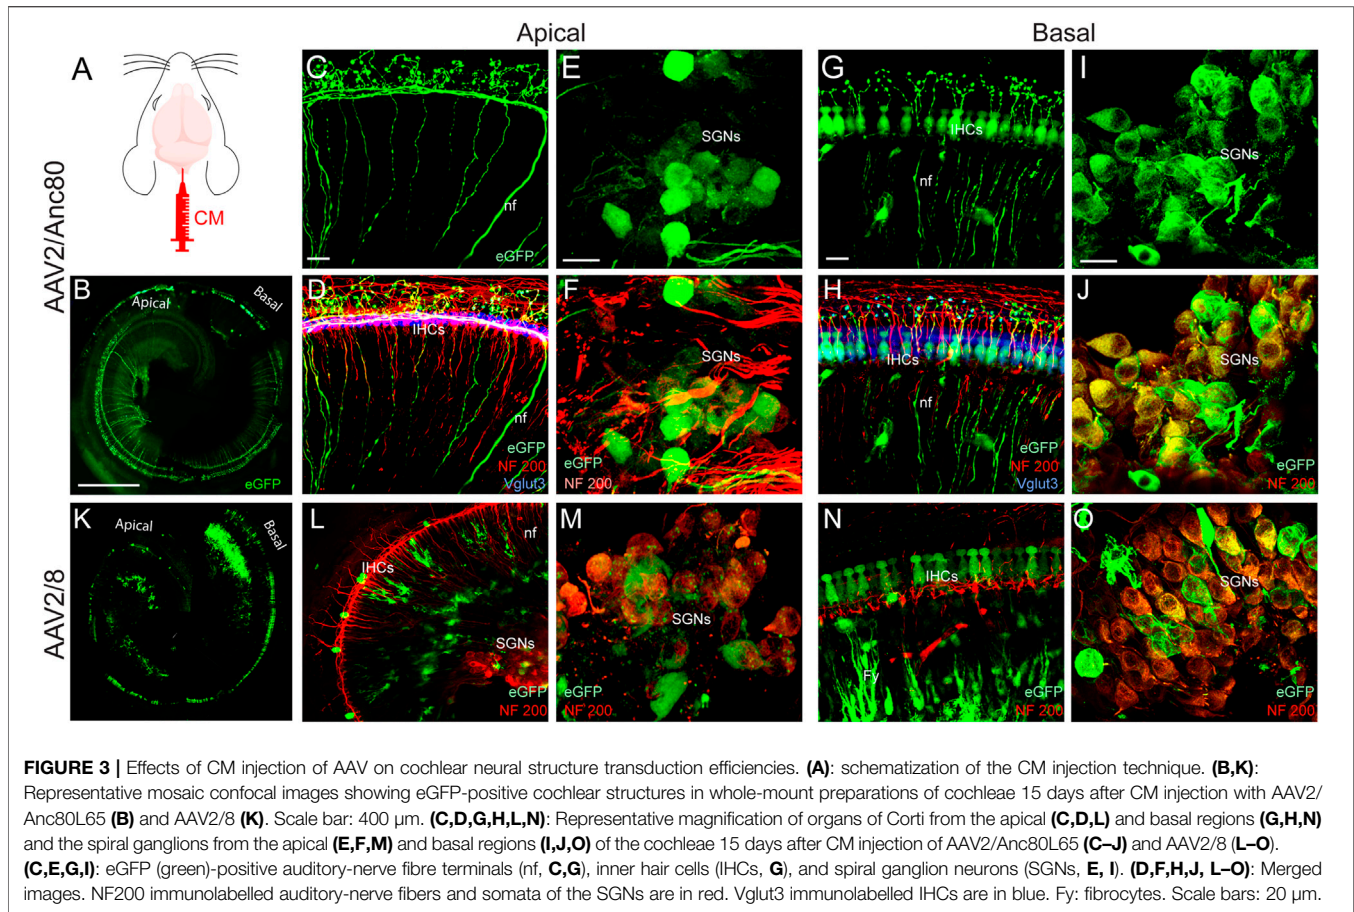 Apical
Basal
AAV2/Anc80
AAV2/8
A
CM
C
nf
eGFP
E
SGNs
G
IHCs
nf
I
SGNs
B
Apical
Basal
eGFP
D
IHCs
nf
eGFP
NF 200
Vglut3
F
SGNs
eGFP
NF 200
H
IHCs
nf
eGFP
NF 200
Vglut3
J
SGNs
eGFP
NF 200
K
Apical
Basal
L
nf
IHCs
SGNs
eGFP
NF 200
M
SGNs
eGFP
NF 200
N
IHCs
Fy
eGFP
NF 200
O
SGNs
eGFP
NF 200
FIGURE 3 | Effects of CM injection of AAV on cochlear neural structure transduction efficiencies. (A): schematization of the CM injection technique. (B,K):
Representative mosaic confocal images showing eGFP-positive cochlear structures in whole-mount preparations of cochleae 15 days after CM injection with AAV2/
Anc80L65 (B) and AAV2/8 (K). Scale bar: 400 µm. (C,D,G,H,L,N): Representative magnification of organs of Corti from the apical (C,D,L) and basal regions (G,H,N)
and the spiral ganglions from the apical (E,F,M) and basal regions (I,J,O) of the cochleae 15 days after CM injection of AAV2/Anc80L65 (C–J) and AAV2/8 (L–O).
(C,E,G,I): eGFP (green)-positive auditory-nerve fibre terminals (nf, C,G), inner hair cells (IHCs, G), and spiral ganglion neurons (SGNs, E, I). (D,F,H,J, L–O): Merged
images. NF200 immunolabelled auditory-nerve fibers and somata of the SGNs are in red. Vglut3 immunolabelled IHCs are in blue. Fy: fibrocytes. Scale bars: 20 µm.